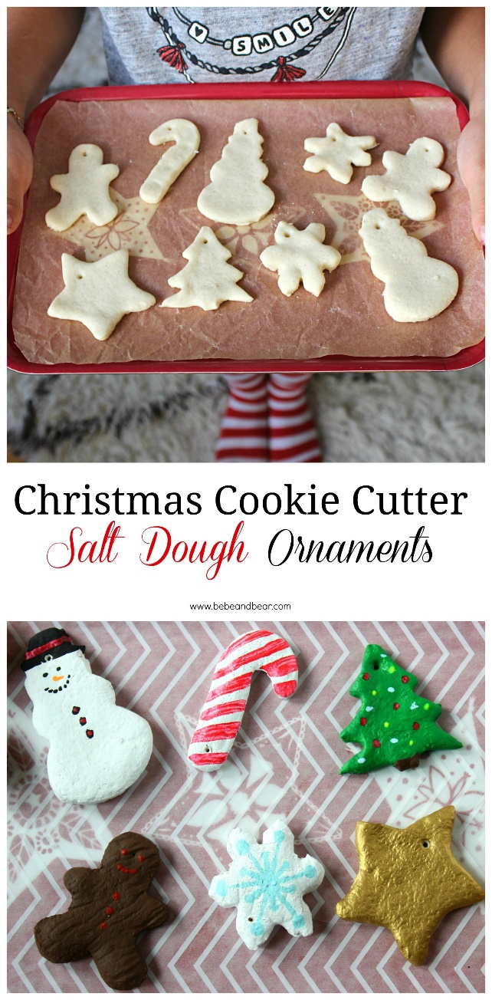 SMILE
Christmas Cookie Cutter
Salt Dough Ornaments
www.bebeandbear.com